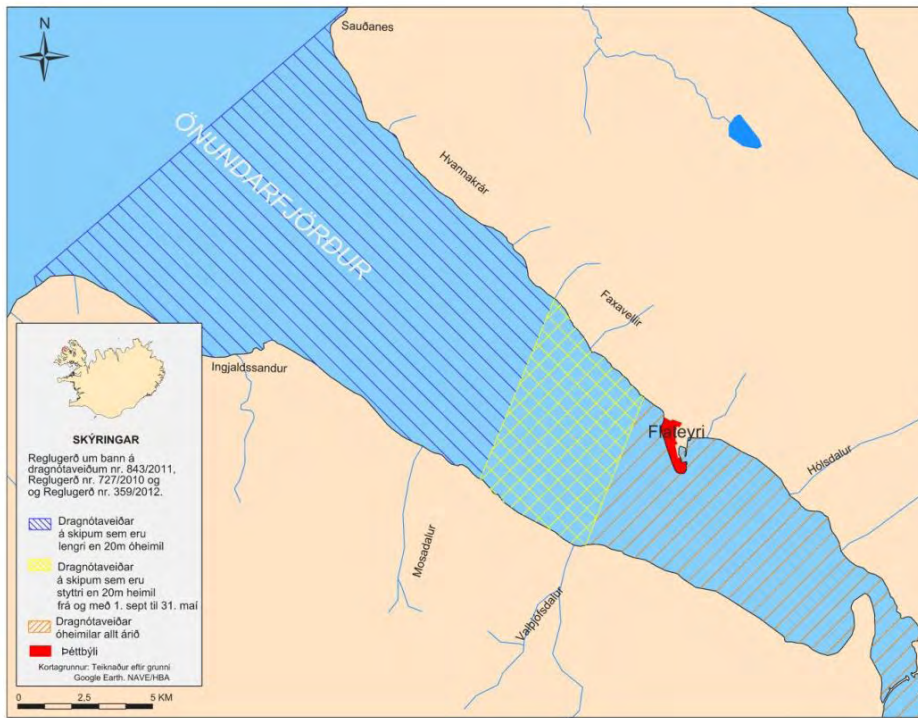 N
Sauðanes
ÖNUNDARFJÖRÐUR
Hvannakrár
Faxavellir
Ingjaldssandur
Flateyri
Hólsdalur
Mosadalur
Valþjófsdalur
SKÝRINGAR
Reglugerð um bann á
dragnótaveiðum nr. 843/2011,
Reglugerð nr. 727/2010 og
og Reglugerð nr. 359/2012.
Dragnótaveiðar
á skipum sem eru
lengri en 20m óheimil
Dragnótaveiðar
á skipum sem eru
styttri en 20m heimil
frá og með 1. sept til 31. maí
Dragnótaveiðar
óheimilar allt árið
Þéttbýli
Kortagrunnur: Teiknaður eftir grunni
Google Earth. NAVE/HBA
0 2,5 5 KM